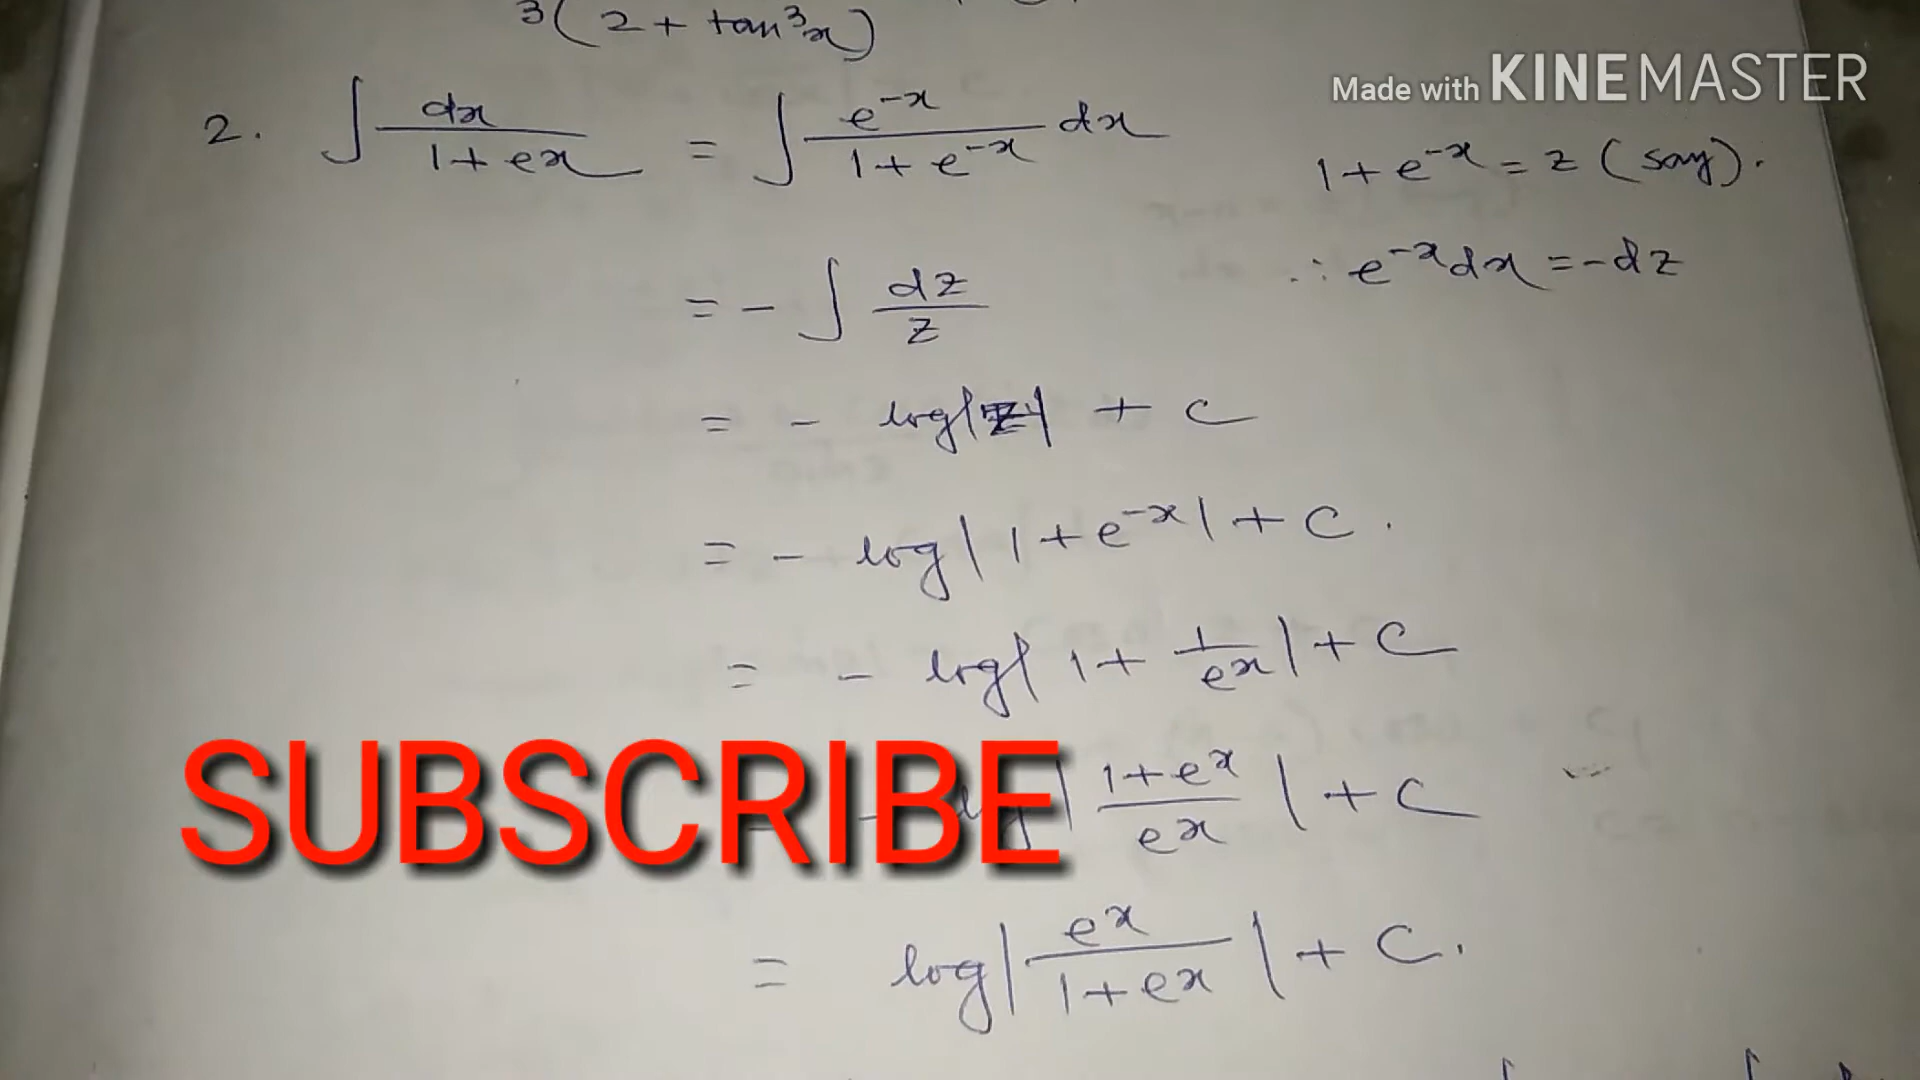 3(2 + tan³x)
Made with KINEMASTER
2. ∫ dx / (1 + eˣ) = ∫ e⁻ˣ / (1 + e⁻ˣ) dx
1 + e⁻ˣ = z (say).
∴ e⁻ˣdx = -dz
= - ∫ dz / z
= - log|z| + c
= - log|1 + e⁻ˣ| + c.
= - log|1 + 1/eˣ| + c
SUBSCRIBE
| (1 + eˣ) / eˣ | + c
= log| eˣ / (1 + eˣ) | + c.